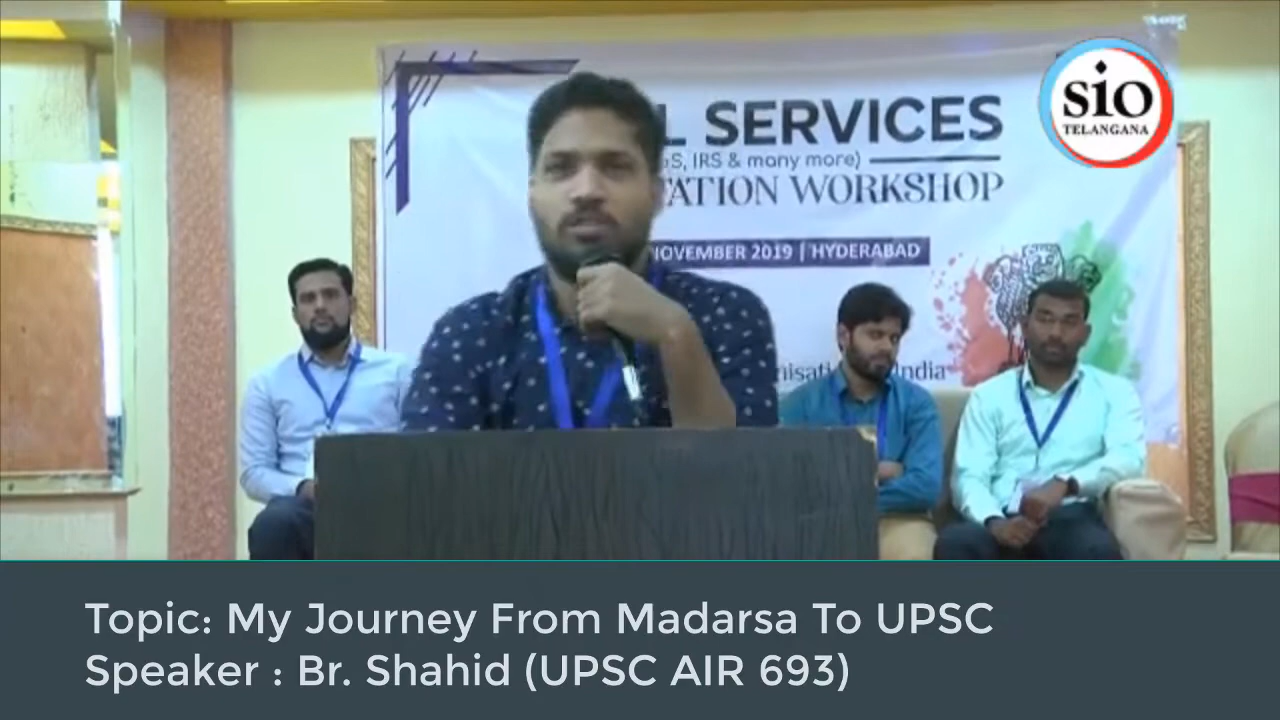 SERVICES
IRS & many more)
WORKSHOP
NOVEMBER 2019 | HYDERABAD
India
SIO
TELANGANA
Topic: My Journey From Madarsa To UPSC
Speaker : Br. Shahid (UPSC AIR 693)